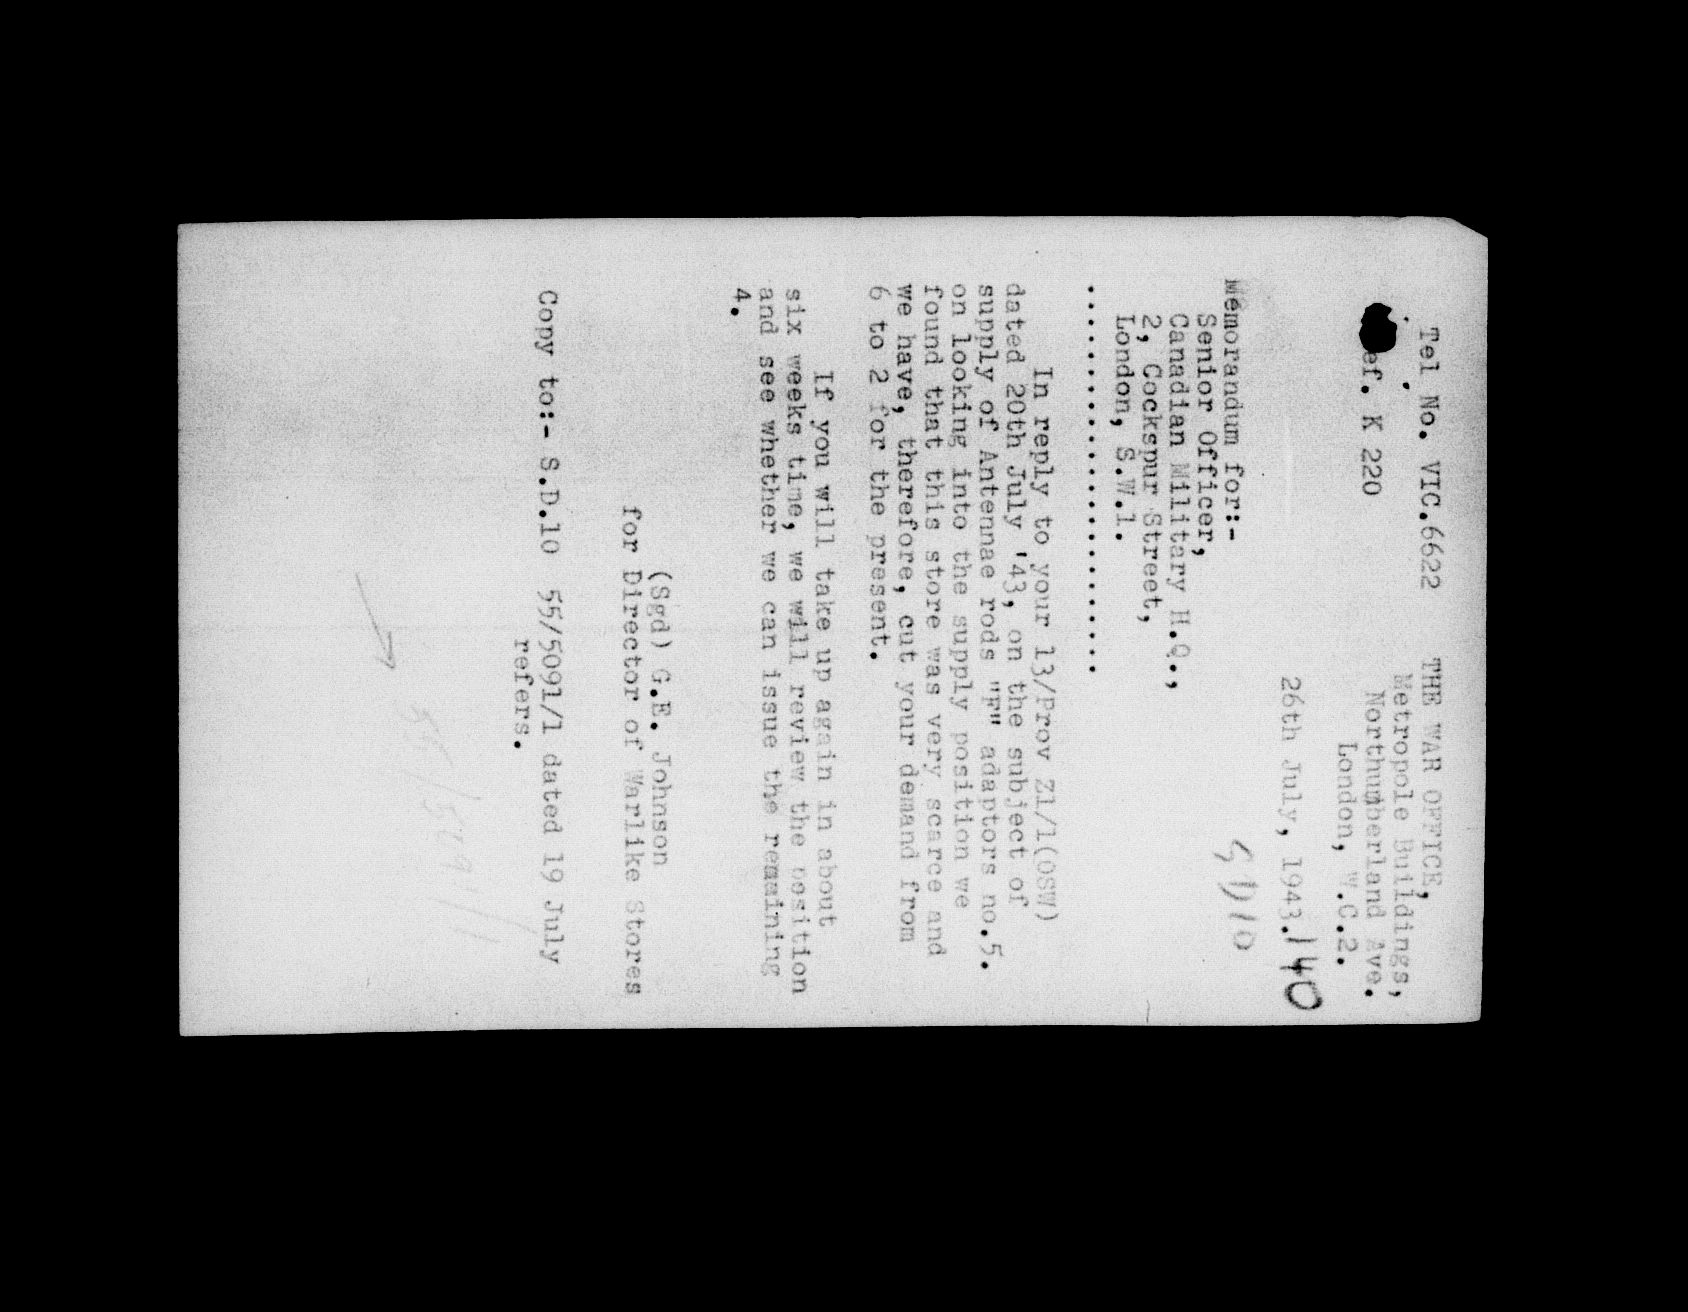 Tel No. VIC.6622 THE WAR OFFICE,
Metropole Buildings,
ef. K 220 Northumberland Ave.
London, W.C.2.
26th July, 1943. 140
SD10
Memorandum for:-
Senior Officer,
Canadian Military H.Q.,
2, Cockspur Street,
London, S.W.1.
..............................
In reply to your 13/Prov Z1/1(OSW)
dated 20th July '43, on the subject of
supply of Antennae rods "F" adaptors no.5.
on looking into the supply position we
found that this store was very scarce and
we have, therefore, cut your demand from
6 to 2 for the present.
If you will take up again in about
six weeks time, we will review the position
and see whether we can issue the remaining
4.
(Sgd) G.E. Johnson
for Director of Warlike Stores
Copy to:- S.D.10 55/5091/1 dated 19 July
refers.
55/5091/1